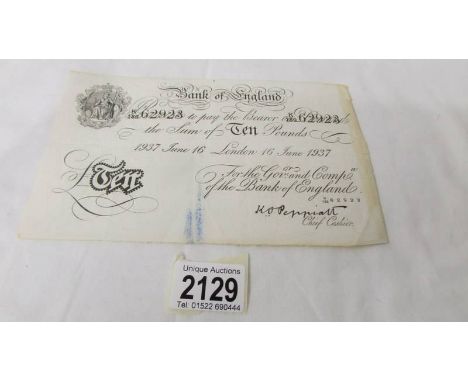 Bank of England
62923 to pay the Bearer 62923
the Sum of Ten Pounds
1937 June 16 London 16 June 1937
for the Gov.r and Comp.a
of the Bank of England
£Ten
62923
K O Peppiatt
Chief Cashier.
Unique Auctions
2129
Tel. 01522 690444